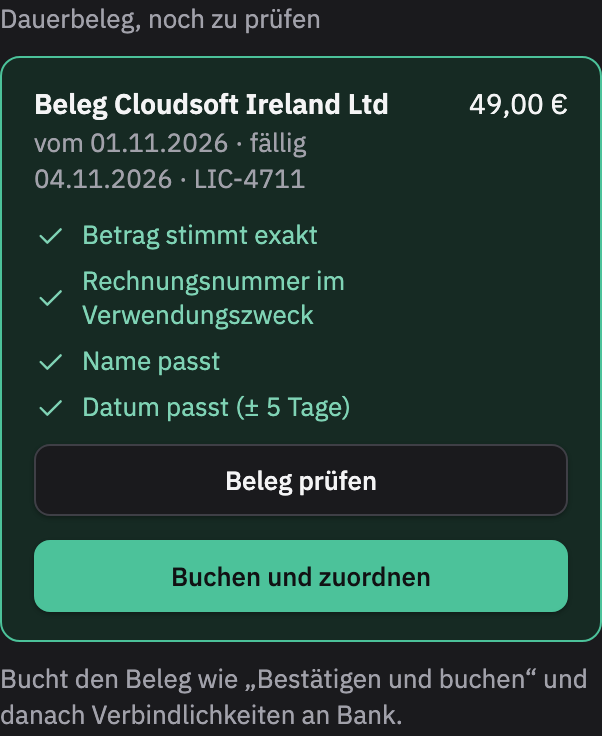 Dauerbeleg, noch zu prüfen
Beleg Cloudsoft Ireland Ltd 49,00 €
vom 01.11.2026 · fällig
04.11.2026 · LIC-4711
Betrag stimmt exakt
Rechnungsnummer im
Verwendungszweck
Name passt
Datum passt (± 5 Tage)
Beleg prüfen
Buchen und zuordnen
Bucht den Beleg wie „Bestätigen und buchen“ und
danach Verbindlichkeiten an Bank.